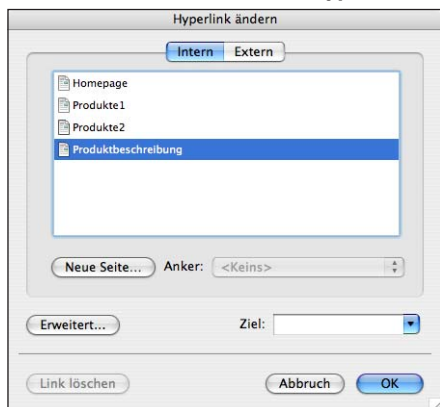 Hyperlink ändern
Intern Extern
Homepage
Produkte1
Produkte2
Produktbeschreibung
Neue Seite... Anker: <Keins>
Erweitert... Ziel:
Link löschen Abbruch OK